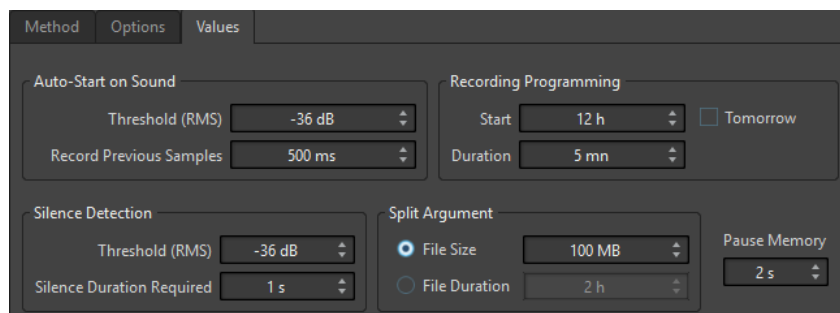 Method Options Values
Auto-Start on Sound
Threshold (RMS) -36 dB
Record Previous Samples 500 ms
Recording Programming
Start 12 h Tomorrow
Duration 5 mn
Silence Detection
Threshold (RMS) -36 dB
Silence Duration Required 1 s
Split Argument
File Size 100 MB
File Duration 2 h
Pause Memory
2 s